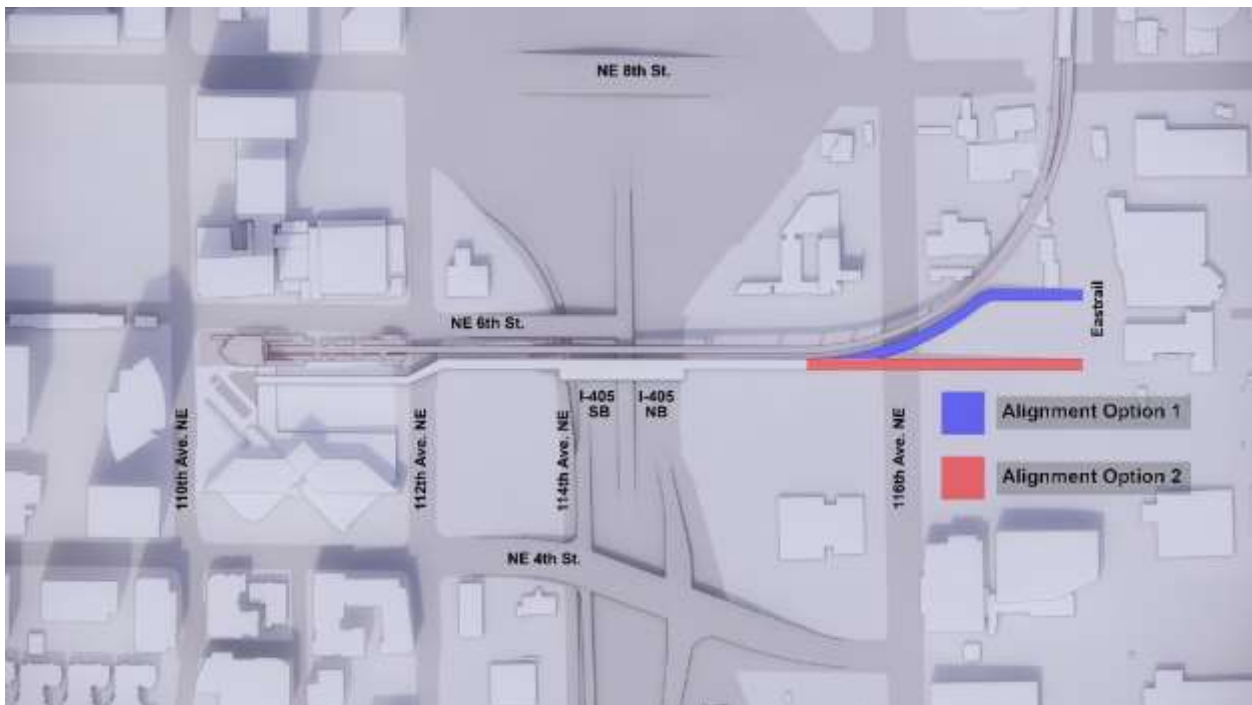 NE 8th St.
NE 6th St.
Eastrail
I-405
SB
I-405
NB
110th Ave. NE
112th Ave. NE
114th Ave. NE
116th Ave. NE
Alignment Option 1
Alignment Option 2
NE 4th St.